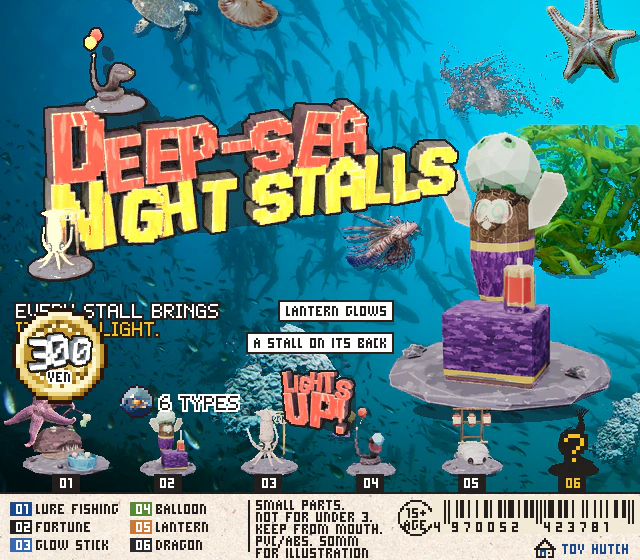 DEEP-SEA
NIGHT STALLS
EVERY STALL BRINGS
LIGHT.
300
YEN
LANTERN GLOWS
A STALL ON ITS BACK
LIGHTS
UP!
6 TYPES
?
01
02
03
04
05
06
01 LURE FISHING
02 FORTUNE
03 GLOW STICK
04 BALLOON
05 LANTERN
06 DRAGON
SMALL PARTS.
NOT FOR UNDER 3.
KEEP FROM MOUTH.
PVC/ABS. 50MM
FOR ILLUSTRATION
15+
AGE
4 970052 423781
TOY HUTCH